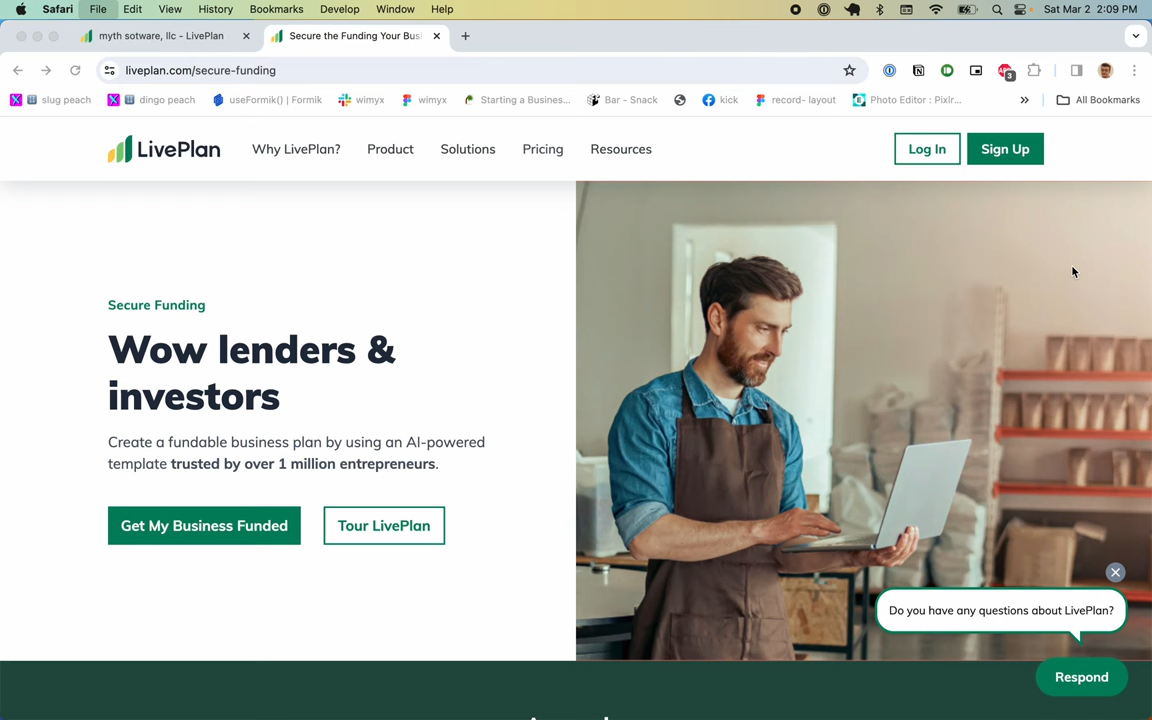 Safari File Edit View History Bookmarks Develop Window Help Sat Mar 2 2:09 PM
myth sotware, llc - LivePlan Secure the Funding Your Bus
liveplan.com/secure-funding 3
slug peach dingo peach useFormik() | Formik wimyx wimyx Starting a Busines... Bar - Snack kick record- layout Photo Editor : Pixlr... All Bookmarks
LivePlan Why LivePlan? Product Solutions Pricing Resources Log In Sign Up
Secure Funding
Wow lenders &
investors
Create a fundable business plan by using an AI-powered
template trusted by over 1 million entrepreneurs.
Get My Business Funded Tour LivePlan
Do you have any questions about LivePlan?
Respond